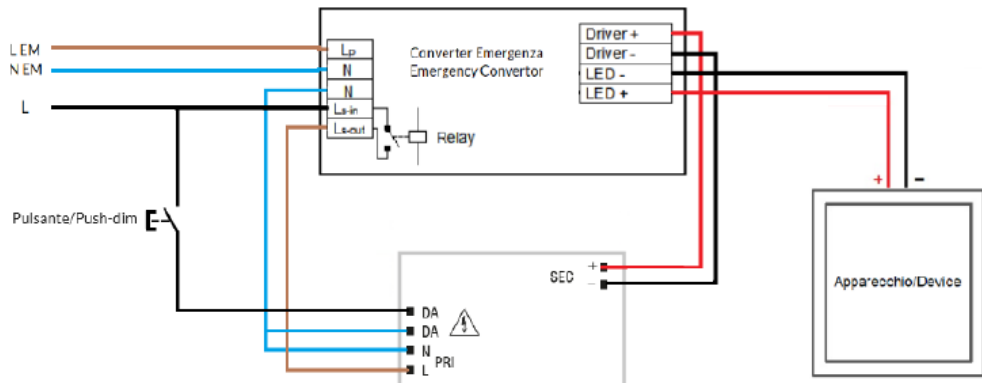 L EM
N EM
L
Lp
N
N
Ls-in
Ls-out
Converter Emergenza
Emergency Convertor
Relay
Driver +
Driver -
LED -
LED +
Pulsante/Push-dim
+ -
Apparecchio/Device
SEC
+
-
DA
DA
N
L
PRI